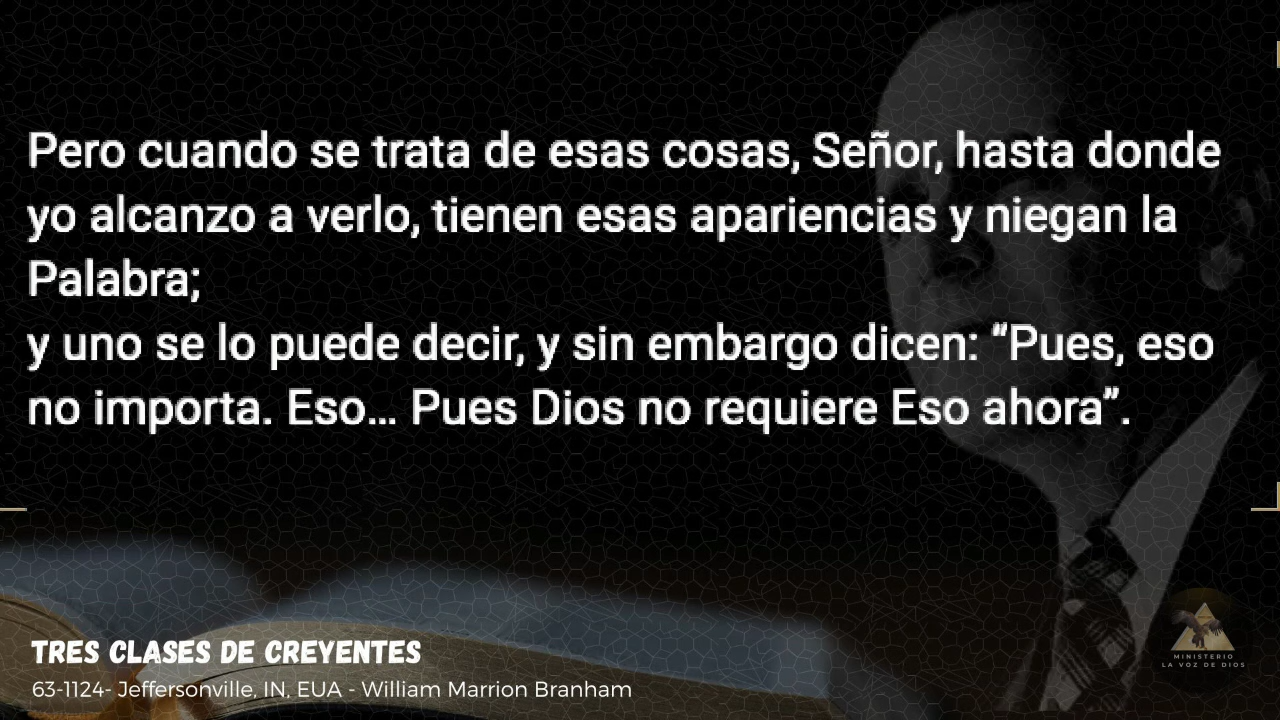 Pero cuando se trata de esas cosas, Señor, hasta donde
yo alcanzo a verlo, tienen esas apariencias y niegan la
Palabra;
y uno se lo puede decir, y sin embargo dicen: “Pues, eso
no importa. Eso... Pues Dios no requiere Eso ahora”.
TRES CLASES DE CREYENTES
63-1124- Jeffersonville, IN, EUA - William Marrion Branham
MINISTERIO
LA VOZ DE DIOS